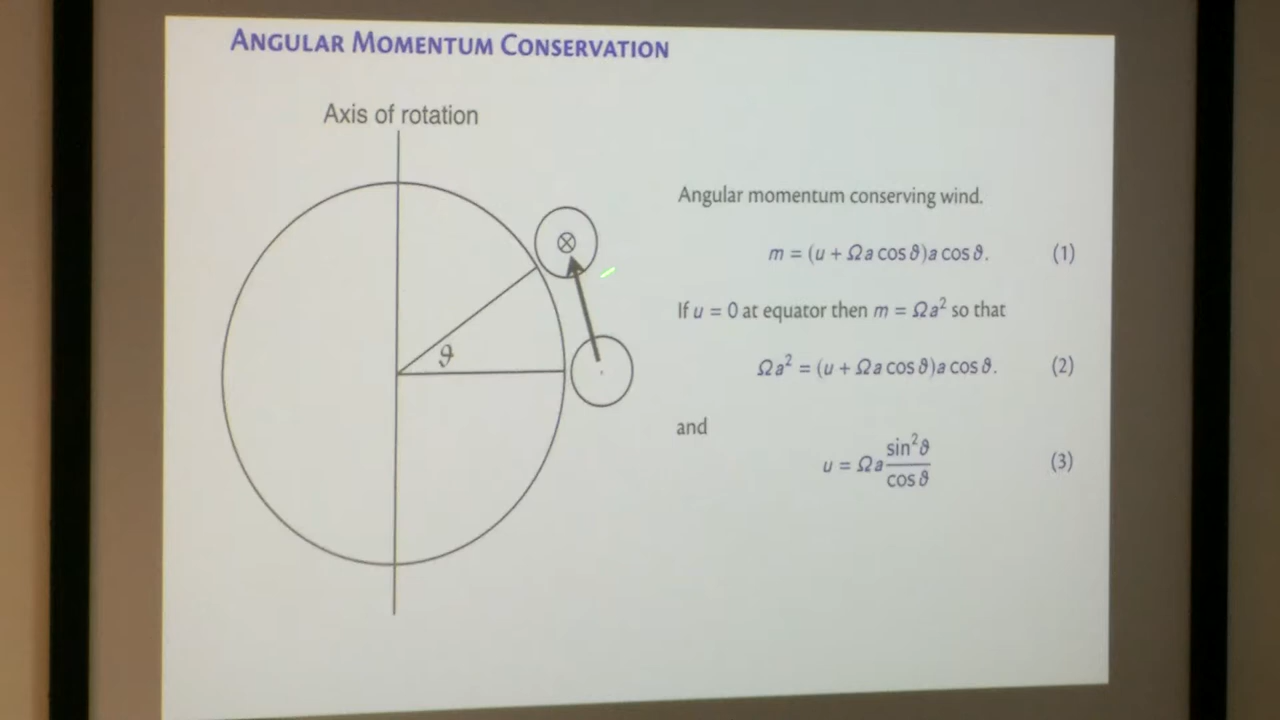 ANGULAR MOMENTUM CONSERVATION
Axis of rotation
ϑ
Angular momentum conserving wind.
m = (u + Ωa cos ϑ)a cos ϑ. (1)
If u = 0 at equator then m = Ωa² so that
Ωa² = (u + Ωa cos ϑ)a cos ϑ. (2)
and
u = Ωa sin²ϑ / cos ϑ (3)